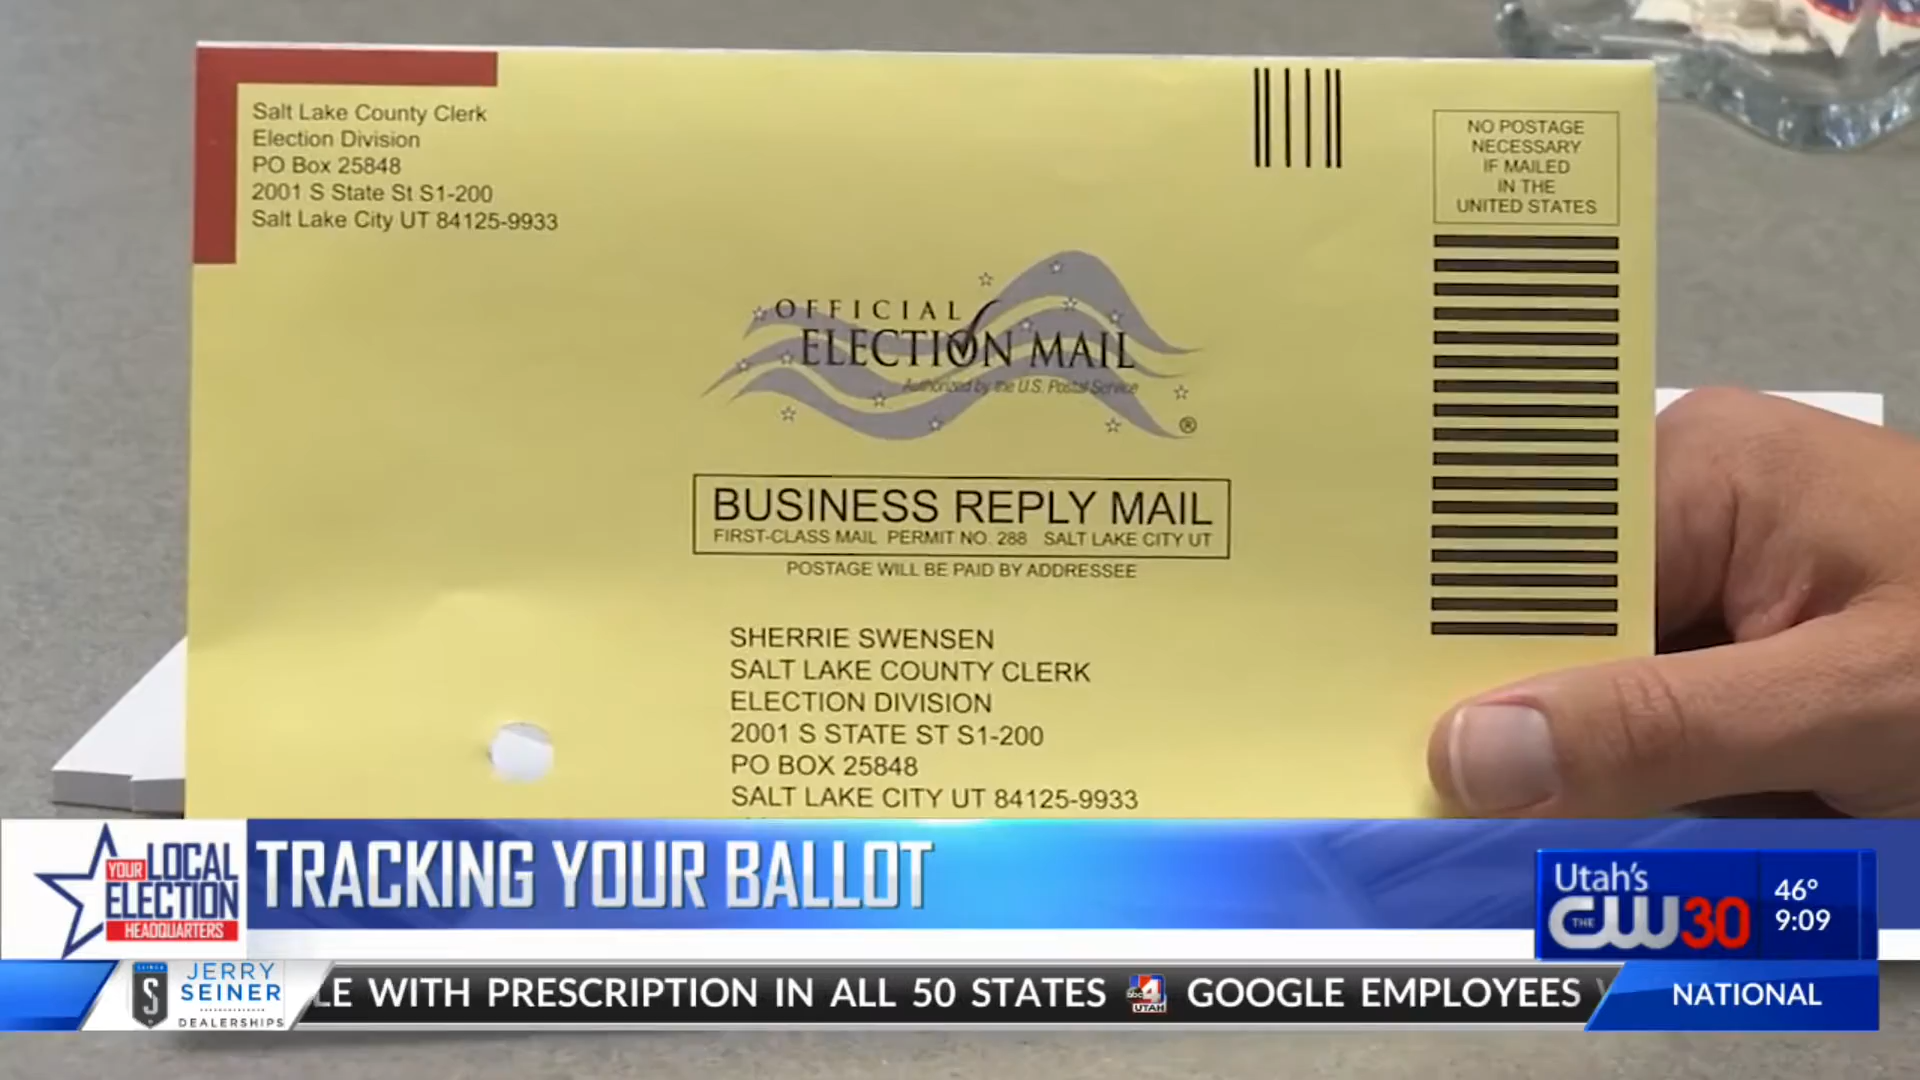 Salt Lake County Clerk
Election Division
PO Box 25848
2001 S State St S1-200
Salt Lake City UT 84125-9933
NO POSTAGE
NECESSARY
IF MAILED
IN THE
UNITED STATES
OFFICIAL
ELECTION MAIL
Authorized by the U.S. Postal Service
®
BUSINESS REPLY MAIL
FIRST-CLASS MAIL PERMIT NO. 288 SALT LAKE CITY UT
POSTAGE WILL BE PAID BY ADDRESSEE
SHERRIE SWENSEN
SALT LAKE COUNTY CLERK
ELECTION DIVISION
2001 S STATE ST S1-200
PO BOX 25848
SALT LAKE CITY UT 84125-9933
YOUR LOCAL
ELECTION
HEADQUARTERS
TRACKING YOUR BALLOT
Utah's
THE CW30
46°
9:09
SEINER
S
JERRY
SEINER
DEALERSHIPS
LE WITH PRESCRIPTION IN ALL 50 STATES abc 4 UTAH GOOGLE EMPLOYEES
NATIONAL